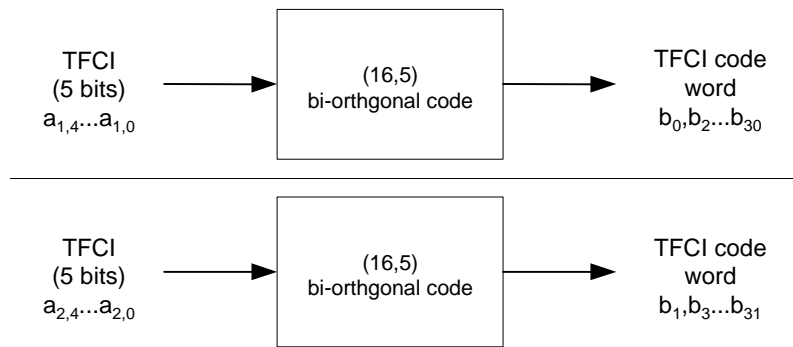 TFCI
(5 bits)
a1,4...a1,0
(16,5)
bi-orthgonal code
TFCI code
word
b0,b2...b30
TFCI
(5 bits)
a2,4...a2,0
(16,5)
bi-orthgonal code
TFCI code
word
b1,b3...b31